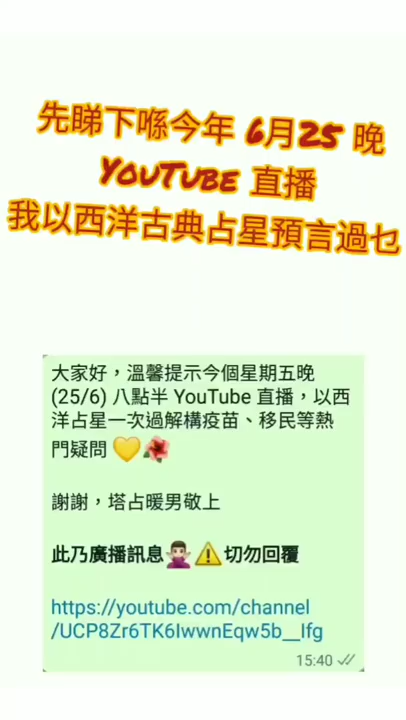 先睇下喺今年 6月25 晚
YouTube 直播
我以西洋古典占星預言過乜
大家好，溫馨提示今個星期五晚
(25/6) 八點半 YouTube 直播，以西
洋占星一次過解構疫苗、移民等熱
門疑問 💛🌺
謝謝，塔占暖男敬上
此乃廣播訊息🙅🏻‍♂️⚠️切勿回覆
https://youtube.com/channel
/UCP8Zr6TK6IwwnEqw5b__lfg
15:40